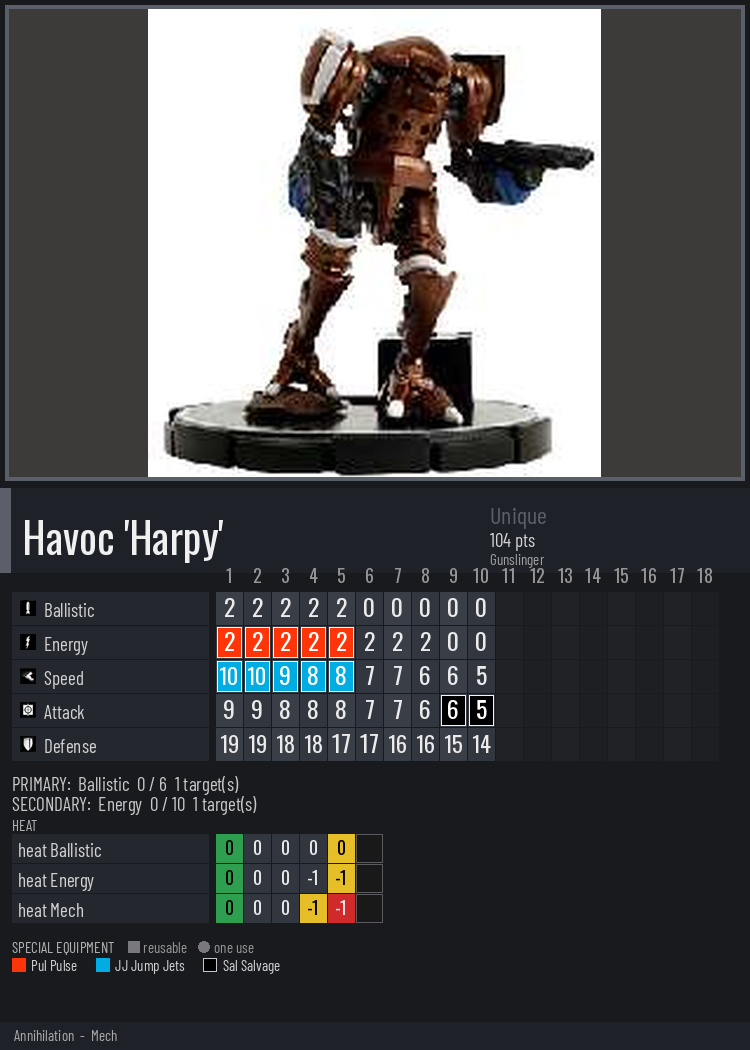 Havoc 'Harpy'
Unique
104 pts
Gunslinger
1 2 3 4 5 6 7 8 9 10 11 12 13 14 15 16 17 18
Ballistic 2 2 2 2 2 0 0 0 0 0
Energy 2 2 2 2 2 2 2 2 0 0
Speed 10 10 9 8 8 7 7 6 6 5
Attack 9 9 8 8 8 7 7 6 6 5
Defense 19 19 18 18 17 17 16 16 15 14
PRIMARY: Ballistic 0 / 6 1 target(s)
SECONDARY: Energy 0 / 10 1 target(s)
HEAT
heat Ballistic 0 0 0 0 0
heat Energy 0 0 0 -1 -1
heat Mech 0 0 0 -1 -1
SPECIAL EQUIPMENT reusable one use
Pul Pulse JJ Jump Jets Sal Salvage
Annihilation - Mech